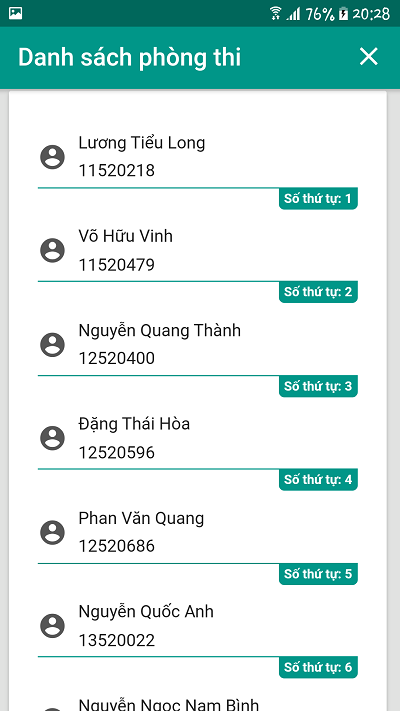 76% 20:28
Danh sách phòng thi
Lương Tiểu Long
11520218
Số thứ tự: 1
Võ Hữu Vinh
11520479
Số thứ tự: 2
Nguyễn Quang Thành
12520400
Số thứ tự: 3
Đặng Thái Hòa
12520596
Số thứ tự: 4
Phan Văn Quang
12520686
Số thứ tự: 5
Nguyễn Quốc Anh
13520022
Số thứ tự: 6
Nguyễn Ngọc Nam Bình